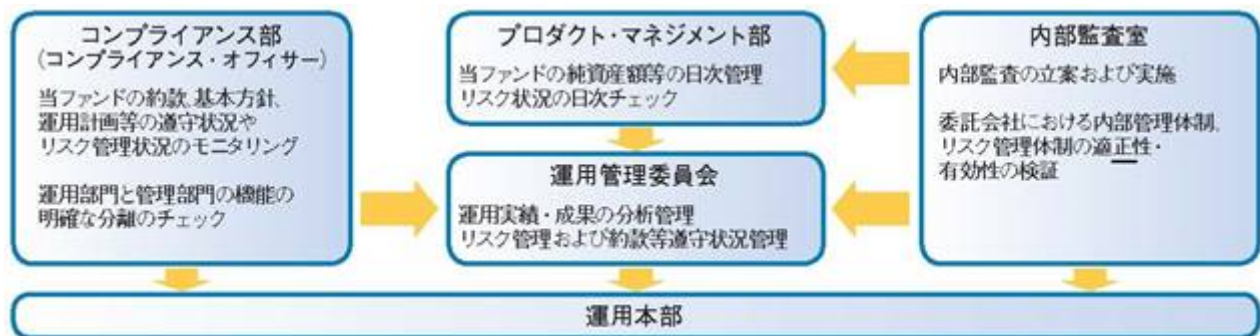 コンプライアンス部
(コンプライアンス・オフィサー)
当ファンドの約款、基本方針、
運用計画等の遵守状況や
リスク管理状況のモニタリング
運用部門と管理部門の機能の
明確な分離のチェック
プロダクト・マネジメント部
当ファンドの純資産額等の日次管理
リスク状況の日次チェック
運用管理委員会
運用実績・成果の分析管理
リスク管理および約款等遵守状況管理
内部監査室
内部監査の立案および実施
委託会社における内部管理体制、
リスク管理体制の適正性・
有効性の検証
運用本部